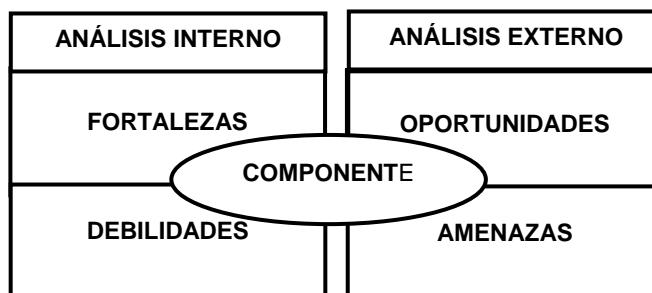 ANÁLISIS INTERNO
ANÁLISIS EXTERNO
FORTALEZAS
OPORTUNIDADES
COMPONENTE
DEBILIDADES
AMENAZAS